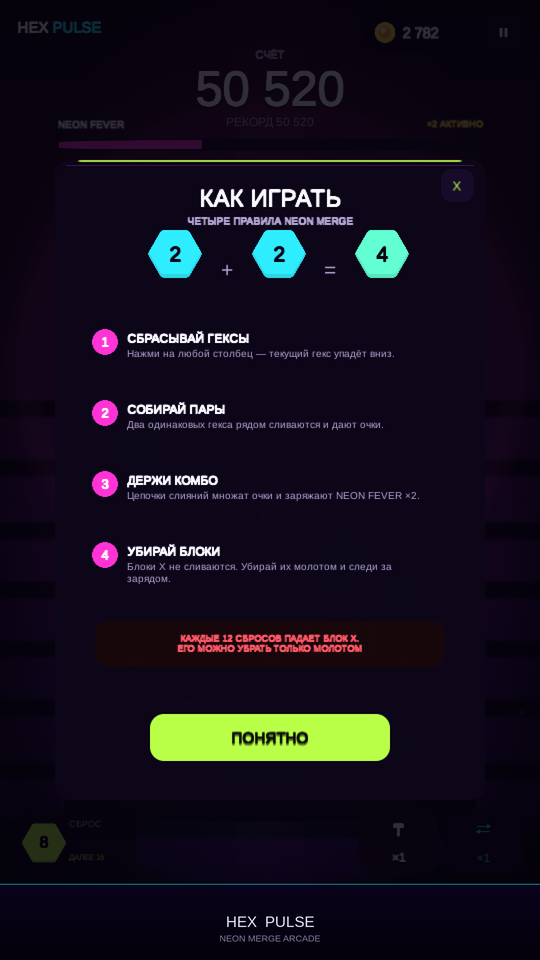 HEX PULSE
2 782
СЧЁТ
50 520
РЕКОРД 50 520
NEON FEVER
×2 АКТИВНО
X
КАК ИГРАТЬ
ЧЕТЫРЕ ПРАВИЛА NEON MERGE
2 + 2 = 4
1 СБРАСЫВАЙ ГЕКСЫ
Нажми на любой столбец — текущий гекс упадёт вниз.
2 СОБИРАЙ ПАРЫ
Два одинаковых гекса рядом сливаются и дают очки.
3 ДЕРЖИ КОМБО
Цепочки слияний множат очки и заряжают NEON FEVER ×2.
4 УБИРАЙ БЛОКИ
Блоки X не сливаются. Убирай их молотом и следи за
зарядом.
КАЖДЫЕ 12 СБРОСОВ ПАДАЕТ БЛОК X.
ЕГО МОЖНО УБРАТЬ ТОЛЬКО МОЛОТОМ
ПОНЯТНО
8
СБРОС
ДАЛЕЕ 16
×1
×1
HEX PULSE
NEON MERGE ARCADE